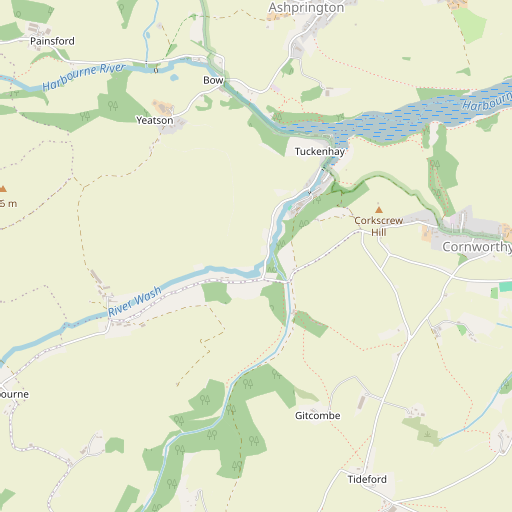 Ashprington
Painsford
Harbourne River
Bow
Harbourne
Yeatson
Tuckenhay
5 m
Corkscrew
Hill
Cornworthy
River Wash
bourne
Gitcombe
Tideford